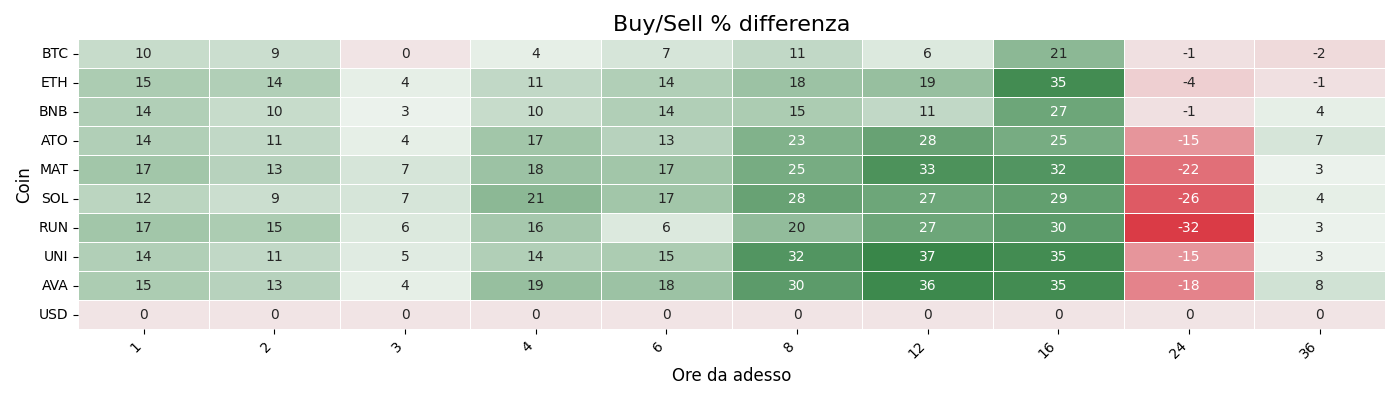 Buy/Sell % differenza
Coin
BTC 10 9 0 4 7 11 6 21 -1 -2
ETH 15 14 4 11 14 18 19 35 -4 -1
BNB 14 10 3 10 14 15 11 27 -1 4
ATO 14 11 4 17 13 23 28 25 -15 7
MAT 17 13 7 18 17 25 33 32 -22 3
SOL 12 9 7 21 17 28 27 29 -26 4
RUN 17 15 6 16 6 20 27 30 -32 3
UNI 14 11 5 14 15 32 37 35 -15 3
AVA 15 13 4 19 18 30 36 35 -18 8
USD 0 0 0 0 0 0 0 0 0 0
1 2 3 4 6 8 12 16 24 36
Ore da adesso